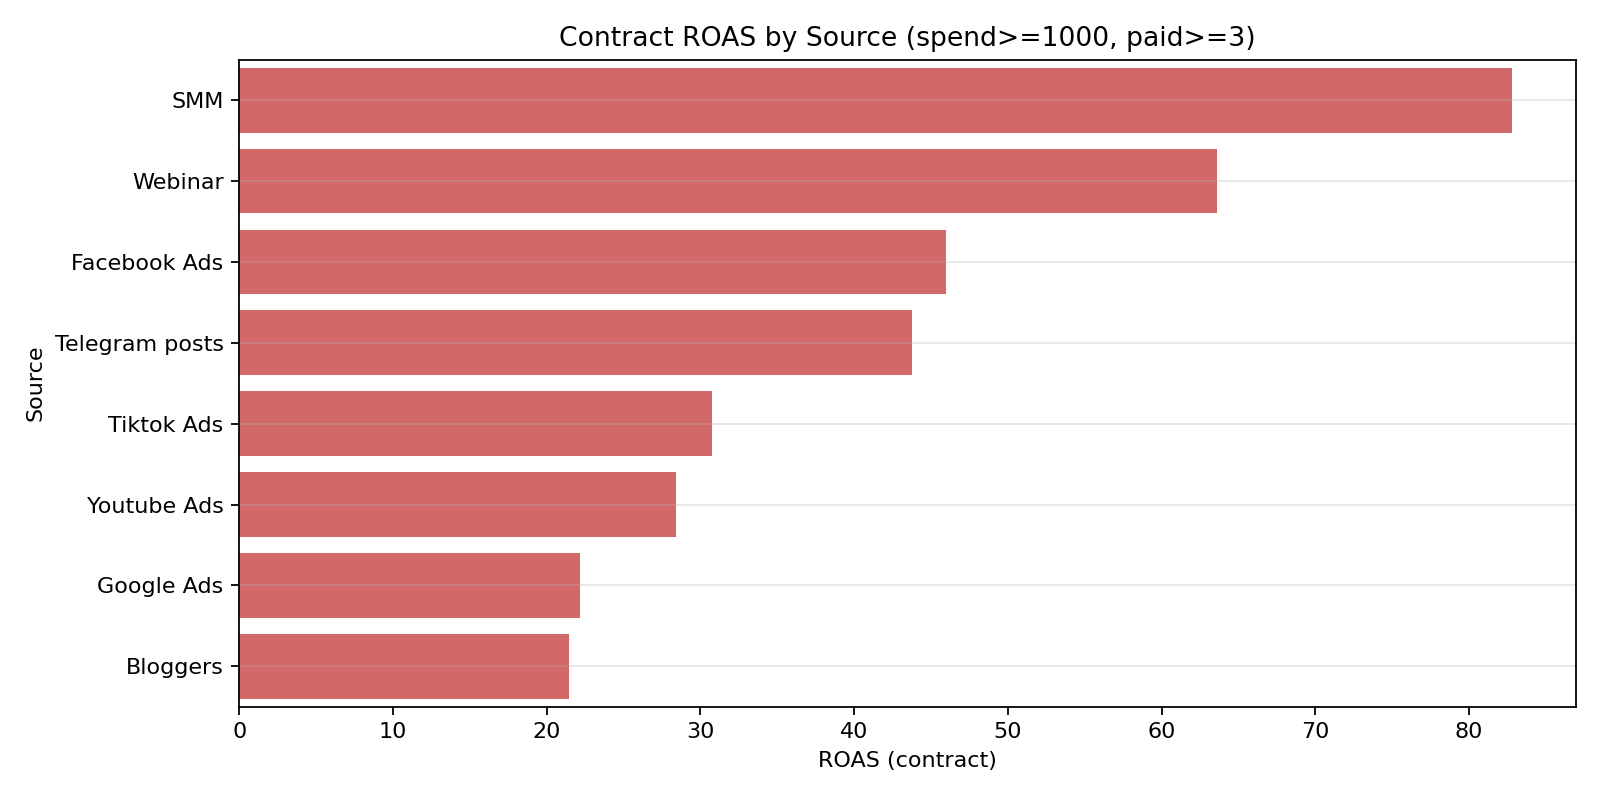 Contract ROAS by Source (spend>=1000, paid>=3)
Source
SMM
Webinar
Facebook Ads
Telegram posts
Tiktok Ads
Youtube Ads
Google Ads
Bloggers
0 10 20 30 40 50 60 70 80
ROAS (contract)